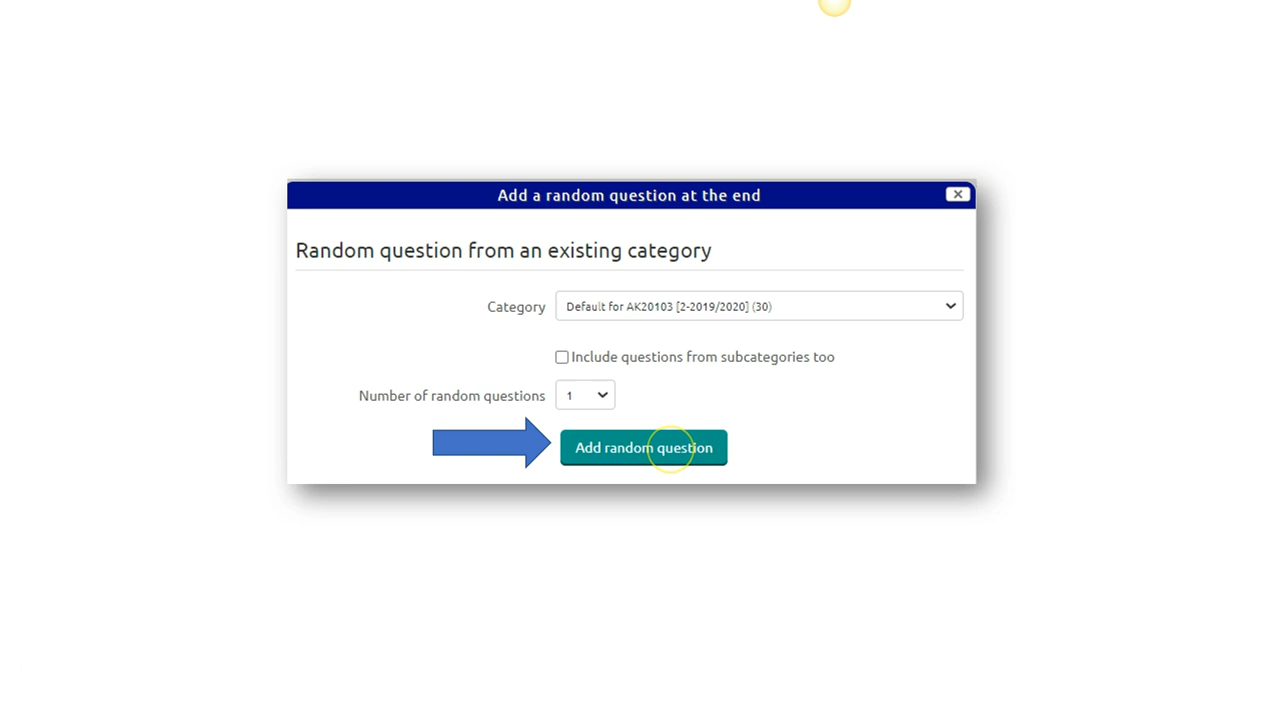 Add a random question at the end
Random question from an existing category
Category Default for AK20103 [2-2019/2020] (30)
Include questions from subcategories too
Number of random questions 1
Add random question